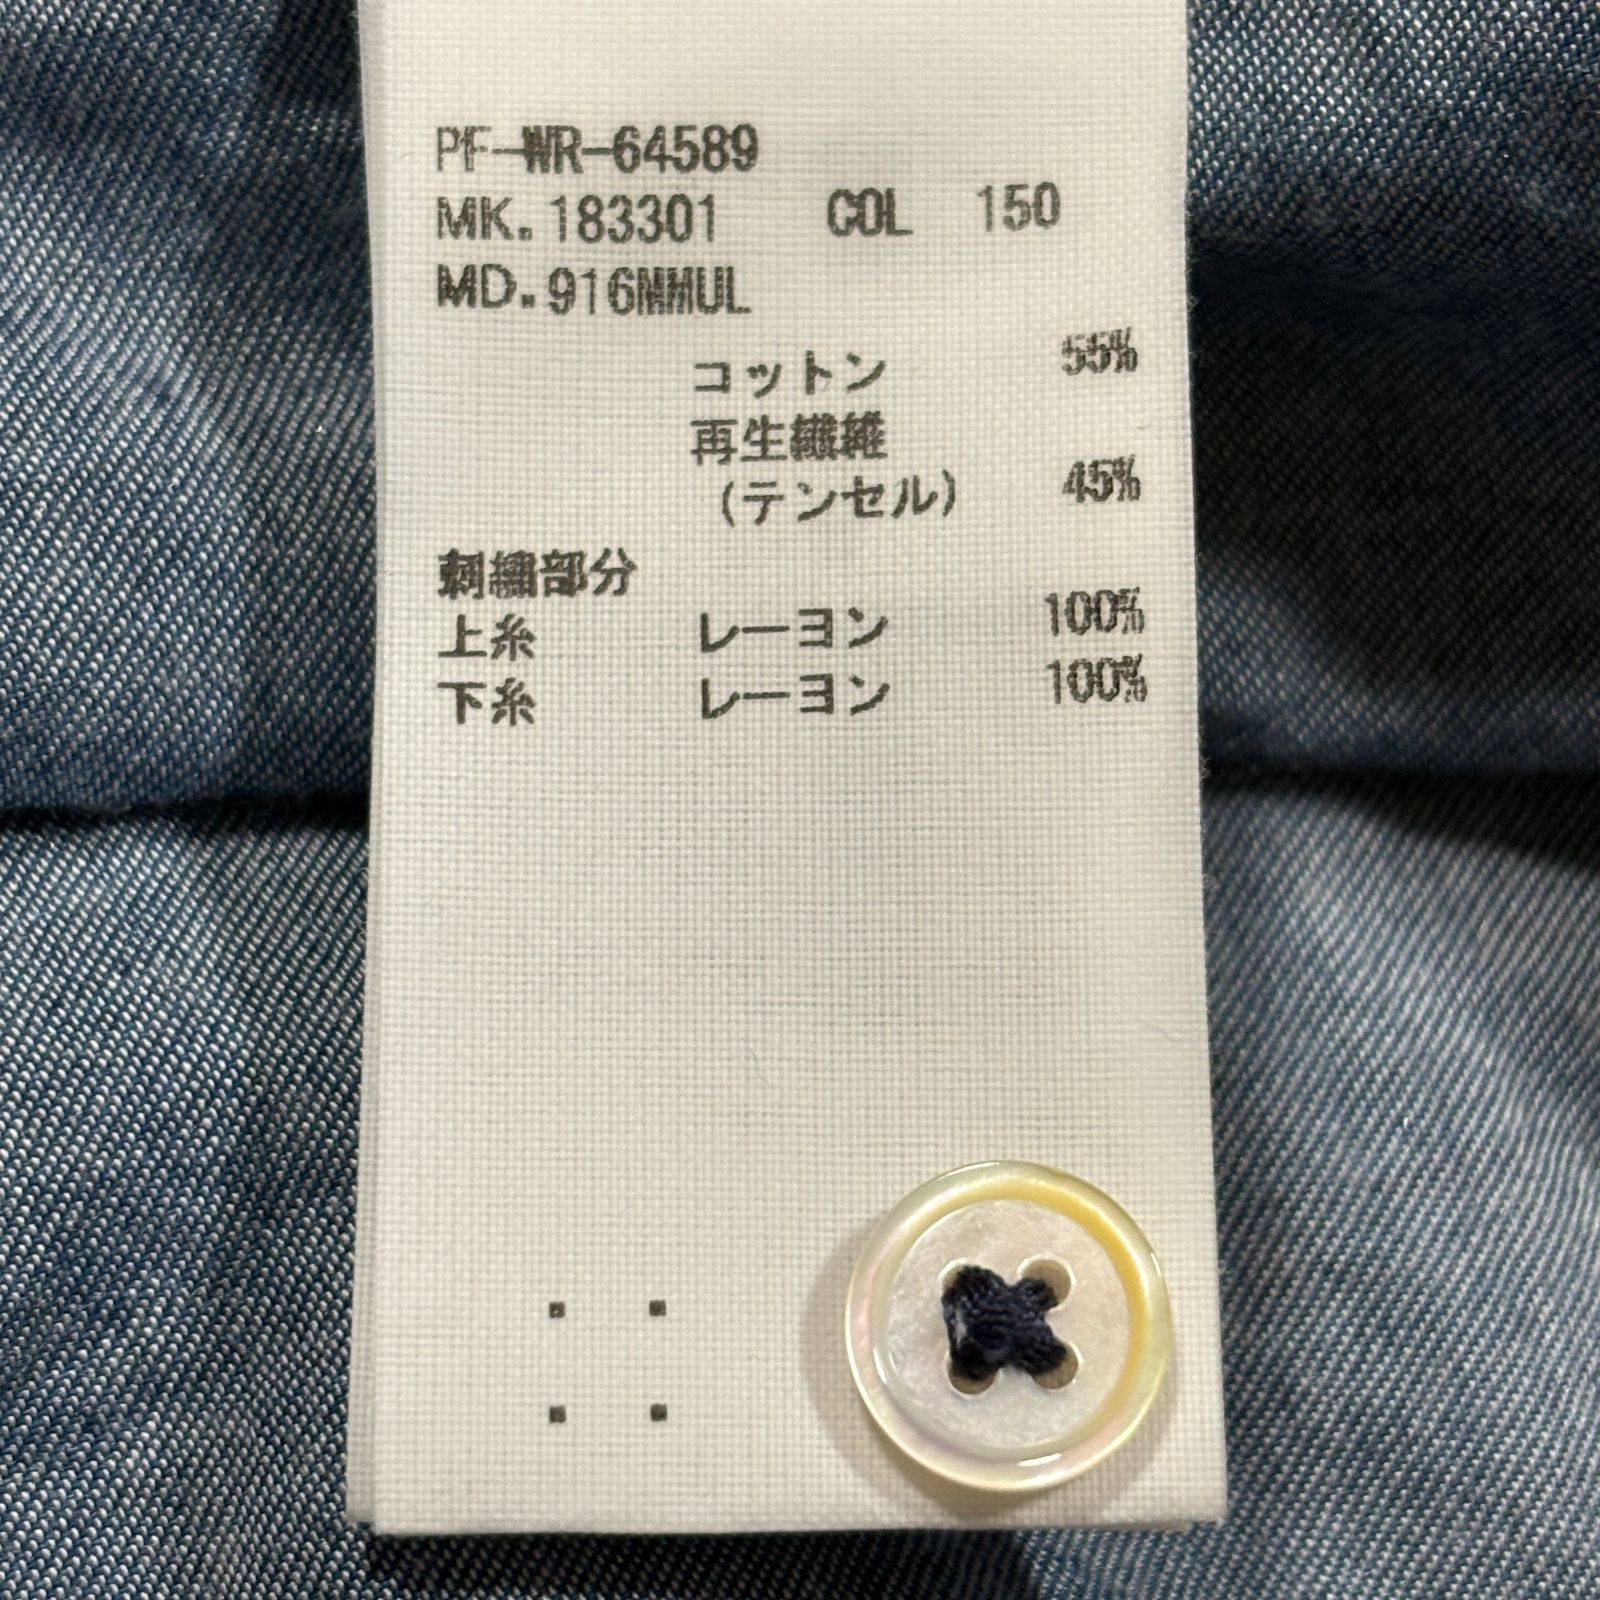 PF-WR-64589
MK.183301 COL 150
MD.916MMUL
コットン 55%
再生繊維
(テンセル) 45%
刺繍部分
上糸 レーヨン 100%
下糸 レーヨン 100%